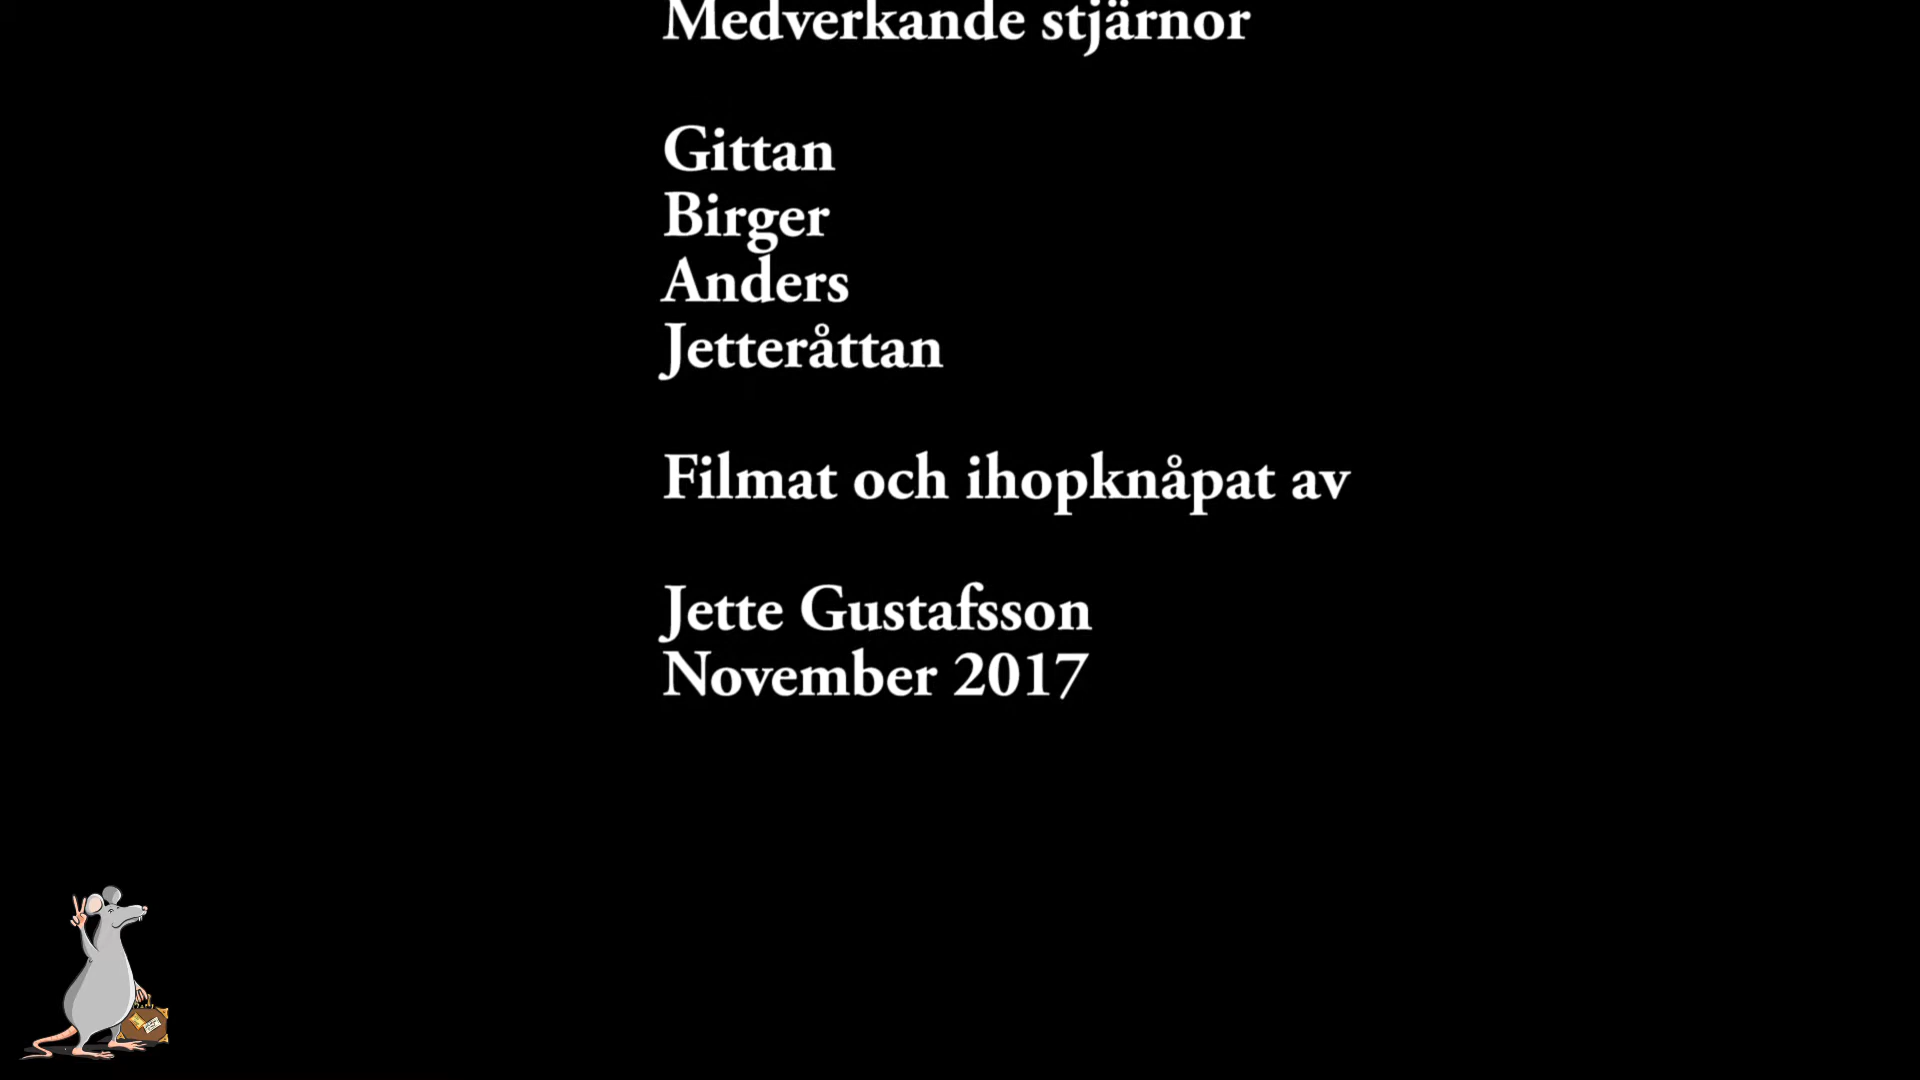 Medverkande stjärnor
Gittan
Birger
Anders
Jetteråttan
Filmat och ihopknåpat av
Jette Gustafsson
November 2017